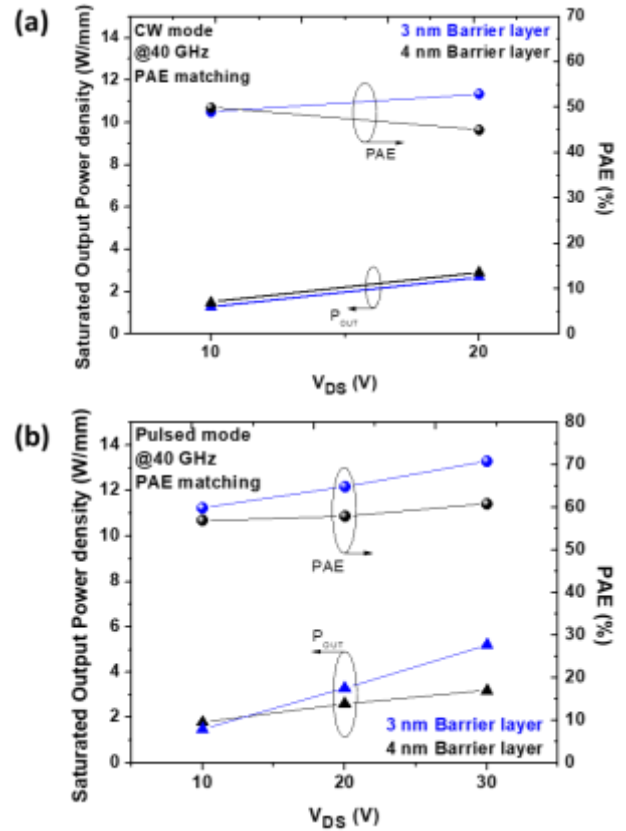 (a)
CW mode
@40 GHz
PAE matching
3 nm Barrier layer
4 nm Barrier layer
Saturated Output Power density (W/mm)
14
12
10
8
6
4
2
0
PAE (%)
70
60
50
40
30
20
10
0
PAE
P_OUT
10
20
V_DS (V)
(b)
Pulsed mode
@40 GHz
PAE matching
Saturated Output Power density (W/mm)
14
12
10
8
6
4
2
0
PAE (%)
80
70
60
50
40
30
20
10
0
PAE
P_OUT
3 nm Barrier layer
4 nm Barrier layer
10
20
30
V_DS (V)